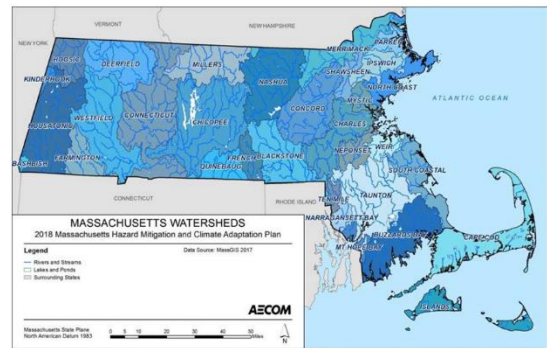 VERMONT
NEW HAMPSHIRE
NEW YORK
HOOSIC
DEERFIELD
MILLERS
MERRIMACK
PARKER
IPSWICH
SHAWSHEEN
NORTH COAST
KINDERHOOK
NASHUA
CONCORD
MYSTIC
ATLANTIC OCEAN
HOUSATONIC
WESTFIELD
CONNECTICUT
CHICOPEE
CHARLES
BASHBISH
FARMINGTON
QUINEBAUG
FRENCH
BLACKSTONE
NEPONSET
WEIR
SOUTH COASTAL
CONNECTICUT
RHODE ISLAND
TEN MILE
TAUNTON
NARRAGANSETT BAY
MT HOPE BAY
BUZZARDS BAY
CAPE COD
ISLANDS
MASSACHUSETTS WATERSHEDS
2018 Massachusetts Hazard Mitigation and Climate Adaptation Plan
Legend
Data Source: MassGIS 2017
Rivers and Streams
Lakes and Ponds
Surrounding States
AECOM
Massachusetts State Plane
North American Datum 1983
0 5 10 20 30 40 50
Miles
N